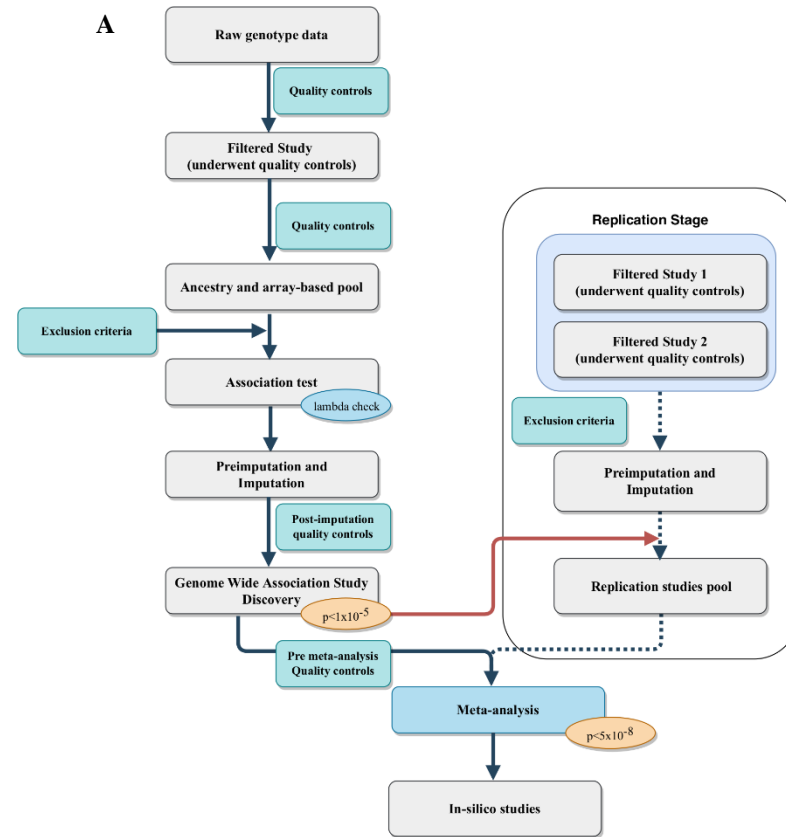 A
Raw genotype data
Quality controls
Filtered Study
(underwent quality controls)
Quality controls
Ancestry and array-based pool
Exclusion criteria
Association test
lambda check
Preimputation and
Imputation
Post-imputation
quality controls
Genome Wide Association Study
Discovery
p<1x10⁻⁵
Pre meta-analysis
Quality controls
Replication Stage
Filtered Study 1
(underwent quality controls)
Filtered Study 2
(underwent quality controls)
Exclusion criteria
Preimputation and
Imputation
Replication studies pool
Meta-analysis
p<5x10⁻⁸
In-silico studies